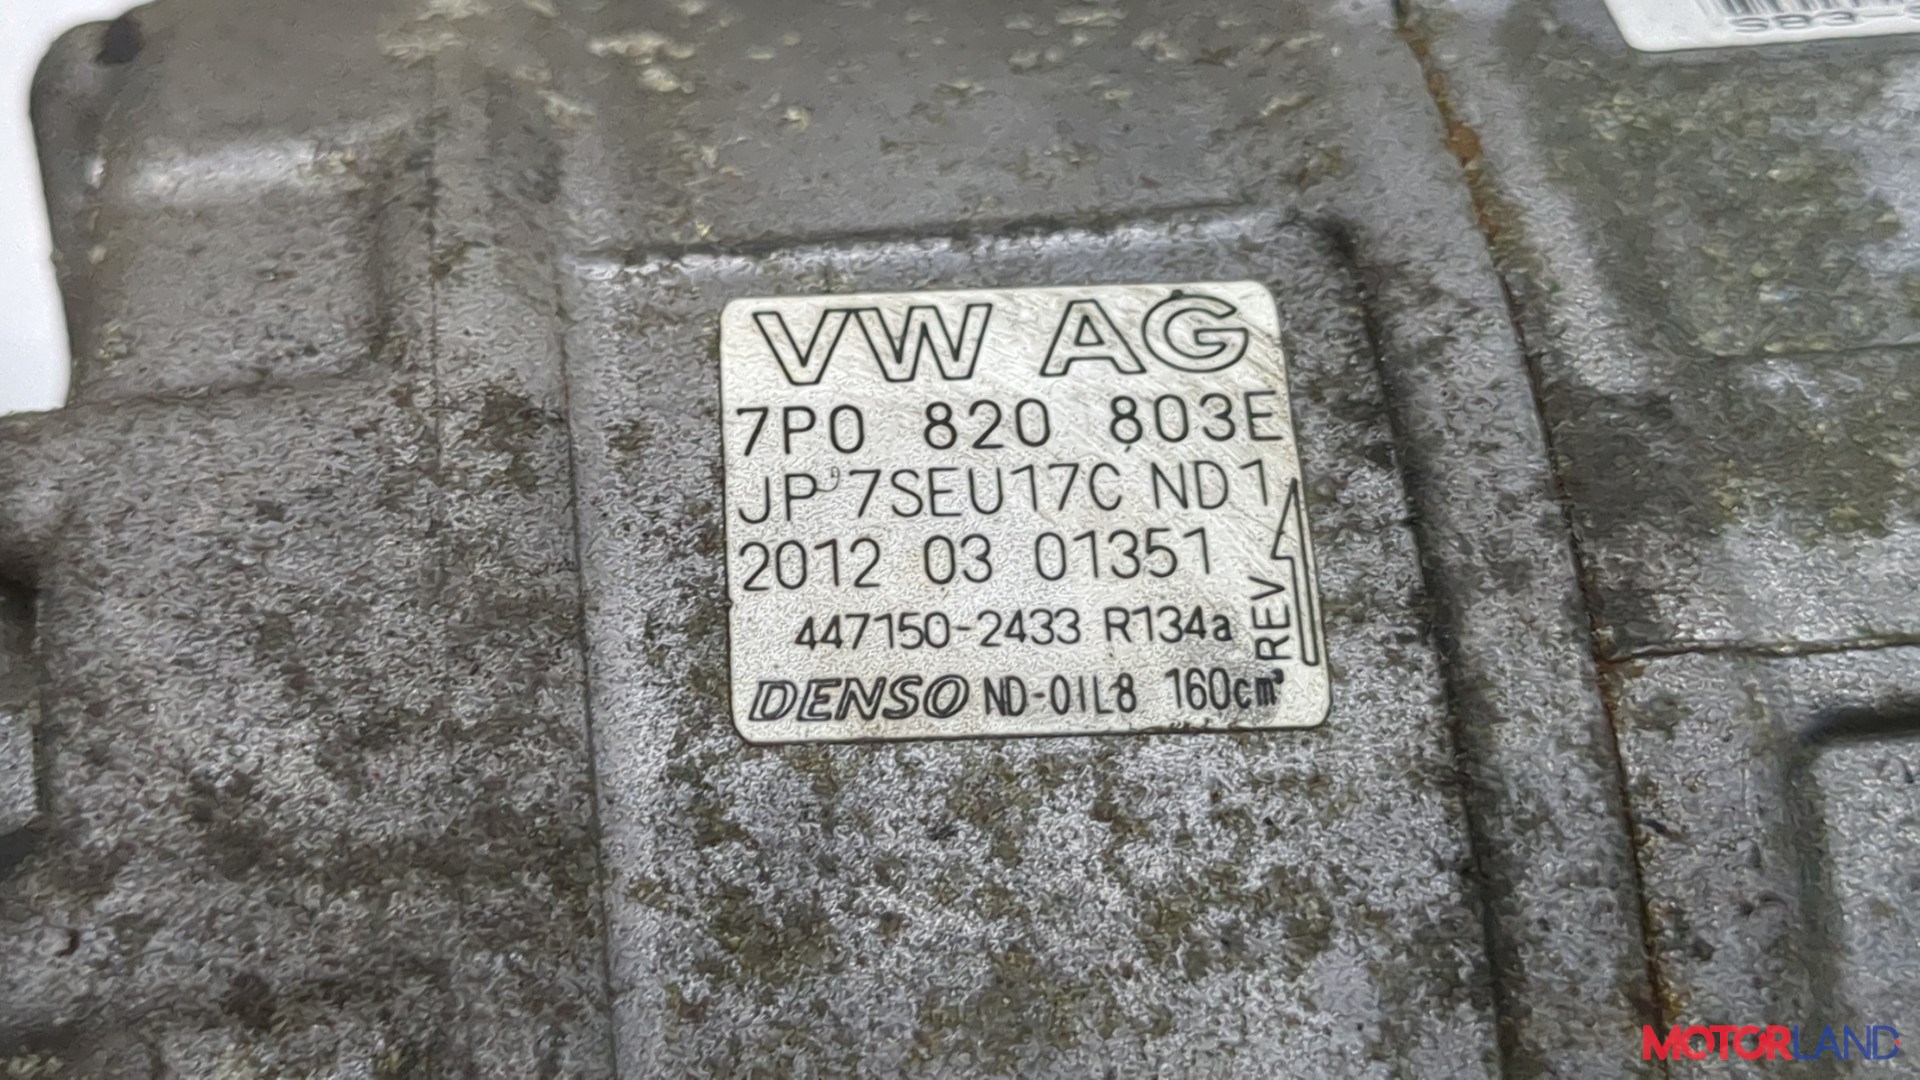 VW AG
7P0 820 803E
JP 7SEU17C ND1
2012 03 01351
447150-2433 R134a
REV
DENSO ND-OIL8 160cm³
MOTORLAND